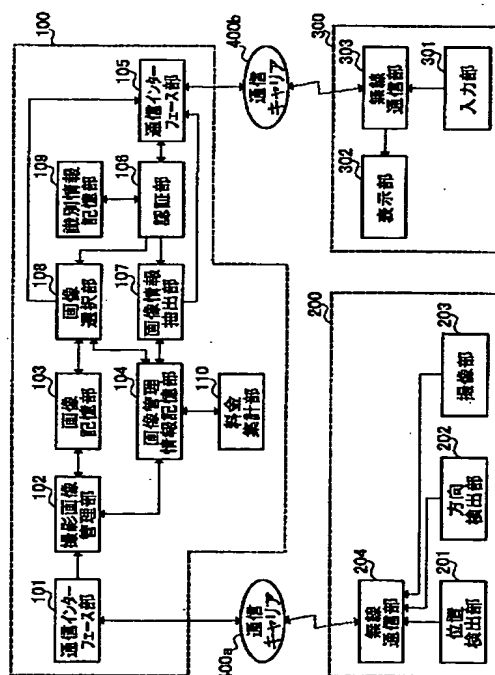 100
101
通信インター
フェース部
102
撮影画像
管理部
103
画像
記憶部
108
画像
選択部
109
識別情報
記憶部
104
画像管理
情報記憶部
107
画像情報
抽出部
106
認証部
105
通信インター
フェース部
110
料金
集計部
400a
通信
キャリア
400b
通信
キャリア
200
204
無線
通信部
201
位置
検出部
202
方向
検出部
203
撮像部
300
302
表示部
303
無線
通信部
301
入力部